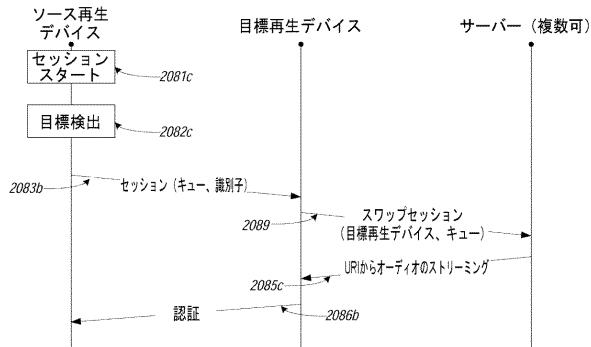 ソース再生
デバイス
目標再生デバイス
サーバー（複数可）
セッション
スタート
2081c
目標検出
2082c
2083b
セッション（キュー、識別子）
2089
スワップセッション
（目標再生デバイス、キュー）
URIからオーディオのストリーミング
2085c
認証
2086b